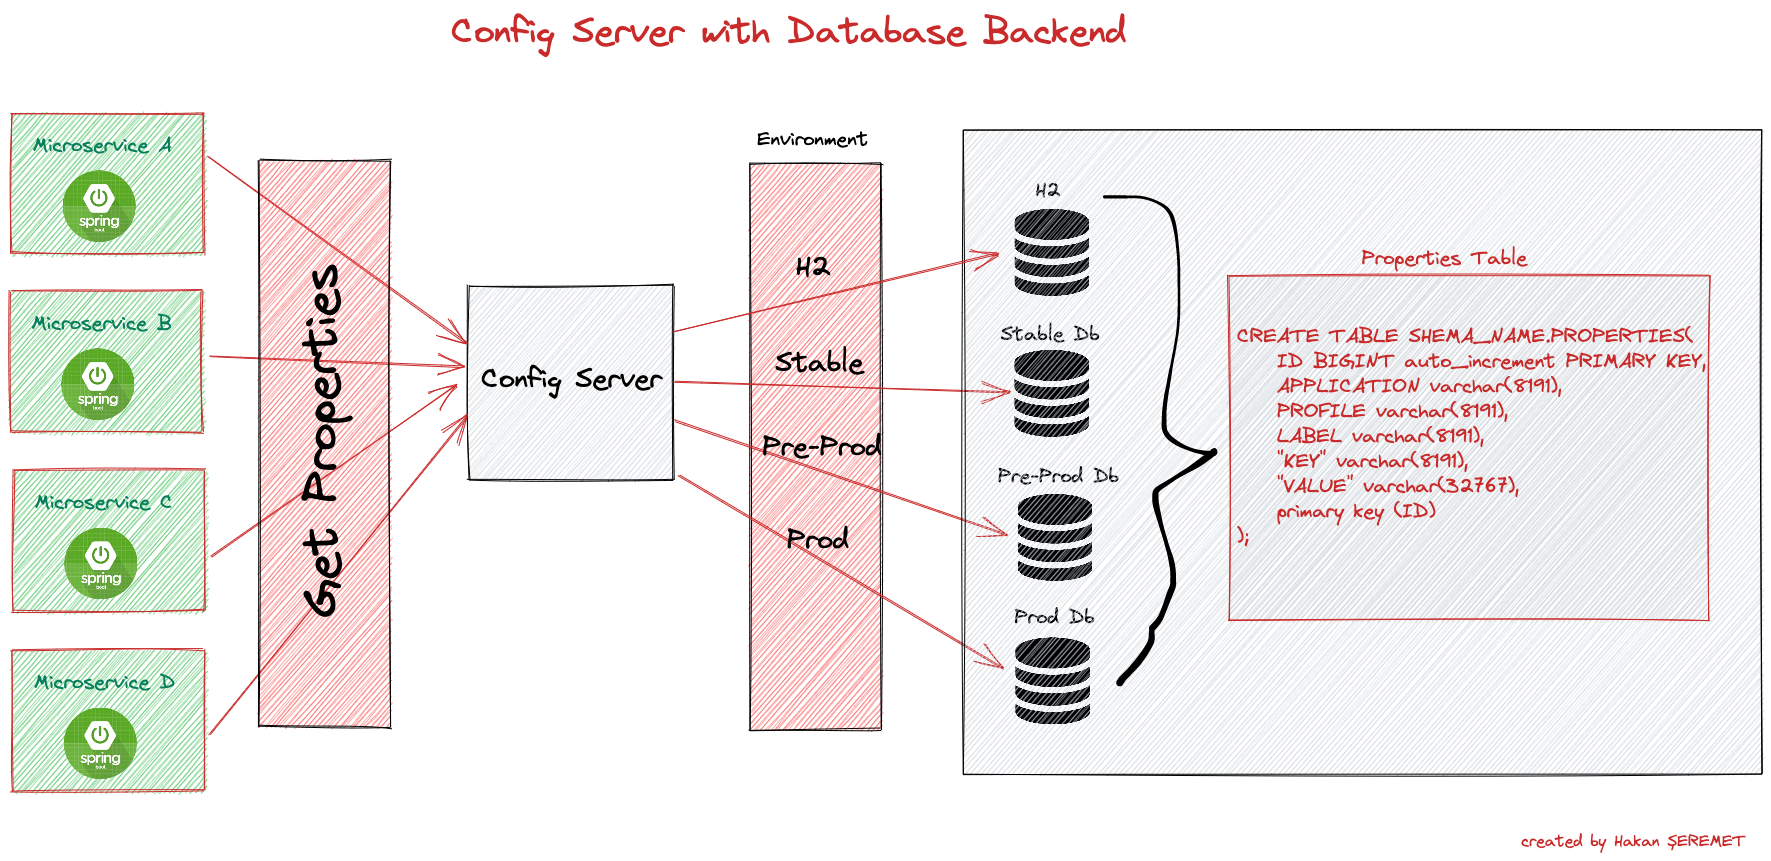 Config Server with Database Backend
Microservice A
spring
boot
Microservice B
spring
boot
Microservice C
spring
boot
Microservice D
spring
boot
Get Properties
Config Server
Environment
H2
Stable
Pre-Prod
Prod
H2
Stable Db
Pre-Prod Db
Prod Db
Properties Table
CREATE TABLE SHEMA_NAME.PROPERTIES(
ID BIGINT auto_increment PRIMARY KEY,
APPLICATION varchar(8191),
PROFILE varchar(8191),
LABEL varchar(8191),
"KEY" varchar(8191),
"VALUE" varchar(32767),
primary key (ID)
);
created by Hakan ŞEREMET